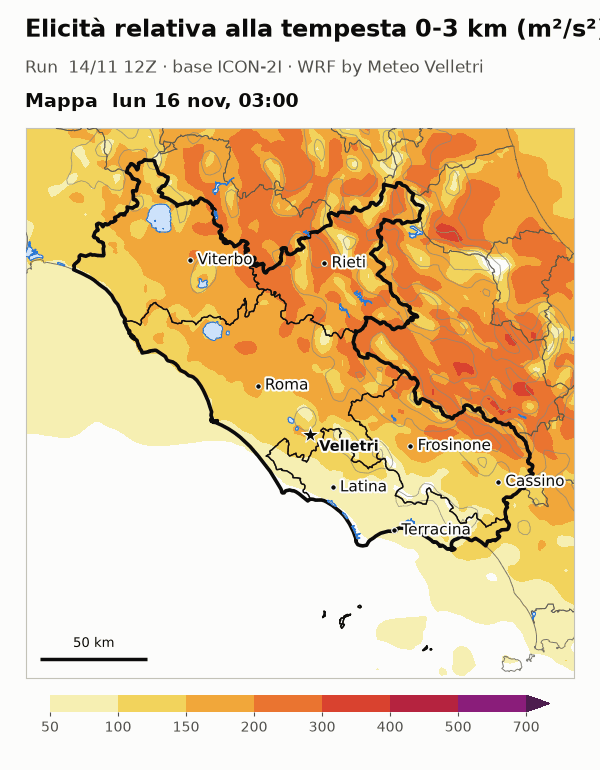 Elicità relativa alla tempesta 0-3 km (m²/s²)
Run 14/11 12Z · base ICON-2I · WRF by Meteo Velletri
Mappa lun 16 nov, 03:00
Viterbo
Rieti
Roma
Velletri
Frosinone
Cassino
Latina
Terracina
50 km
50 100 150 200 300 400 500 700